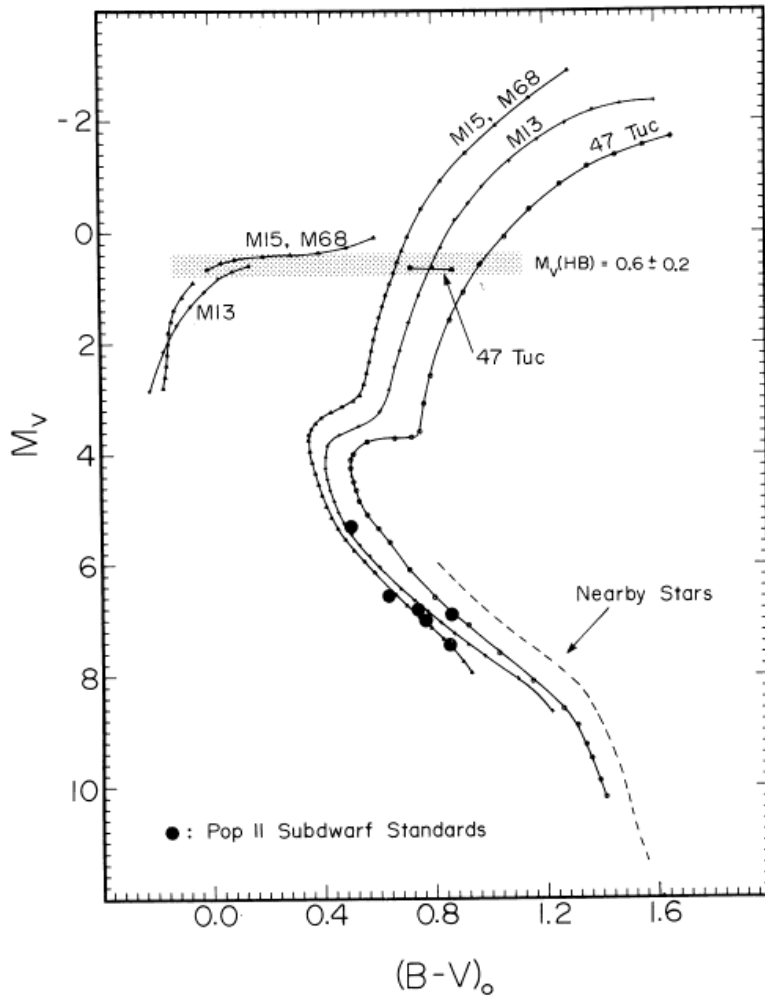 M15, M68
M13
47 Tuc
-2
0
2
4
6
8
10
M15, M68
Mv(HB) = 0.6 ± 0.2
M13
47 Tuc
Mv
Nearby Stars
● : Pop II Subdwarf Standards
0.0 0.4 0.8 1.2 1.6
(B-V)o